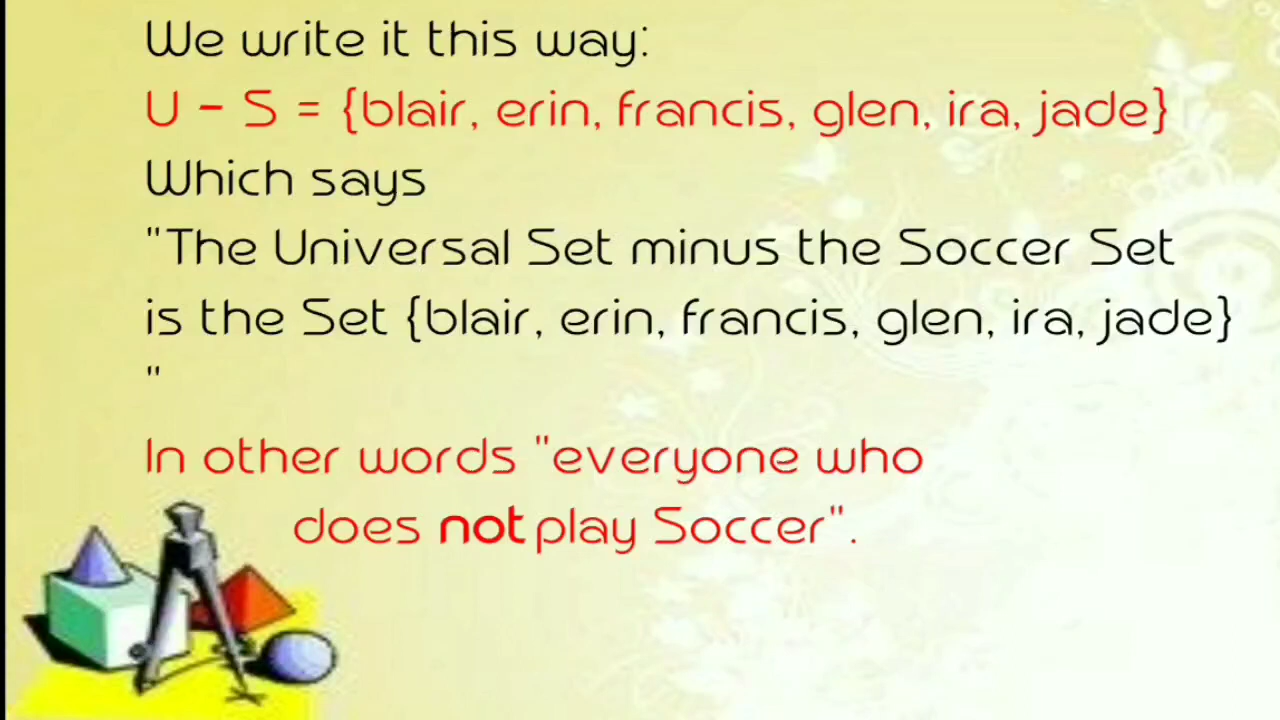 We write it this way:
U - S = {blair, erin, francis, glen, ira, jade}
Which says
"The Universal Set minus the Soccer Set
is the Set {blair, erin, francis, glen, ira, jade}
"
In other words "everyone who
does not play Soccer".